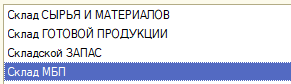 Склад СЫРЬЯ И МАТЕРИАЛОВ
Склад ГОТОВОЙ ПРОДУКЦИИ
Складской ЗАПАС
Склад МБП